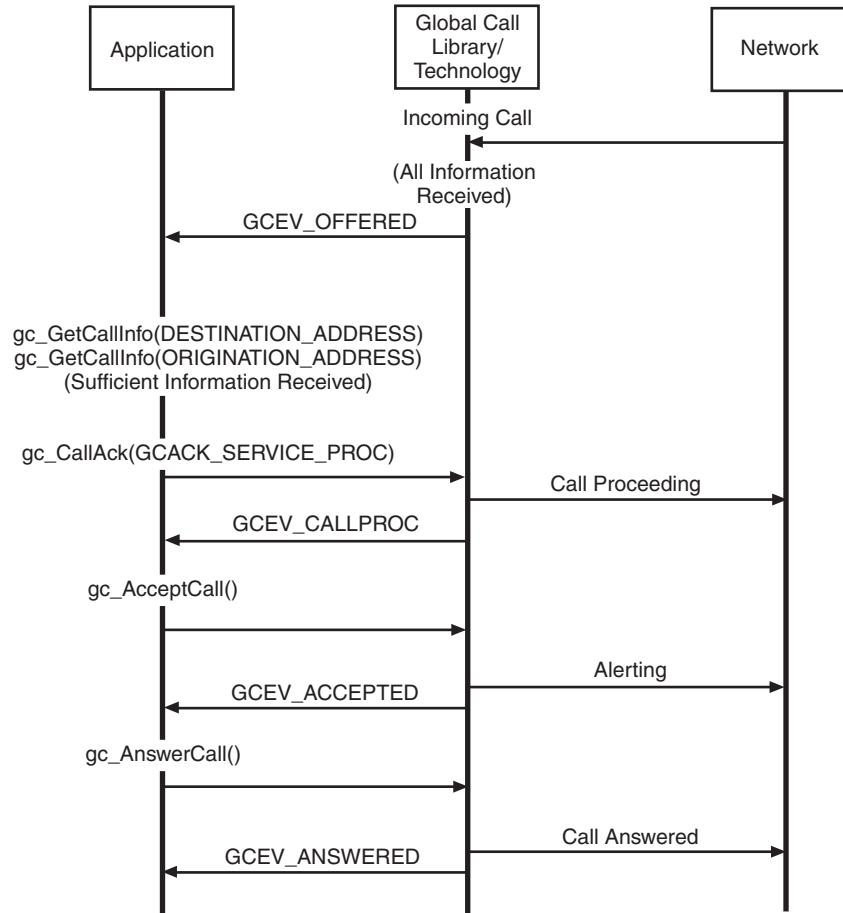 Application
Global Call
Library/
Technology
Network
Incoming Call
(All Information
Received)
GCEV_OFFERED
gc_GetCallInfo(DESTINATION_ADDRESS)
gc_GetCallInfo(ORIGINATION_ADDRESS)
(Sufficient Information Received)
gc_CallAck(GCACK_SERVICE_PROC)
Call Proceeding
GCEV_CALLPROC
gc_AcceptCall()
Alerting
GCEV_ACCEPTED
gc_AnswerCall()
Call Answered
GCEV_ANSWERED